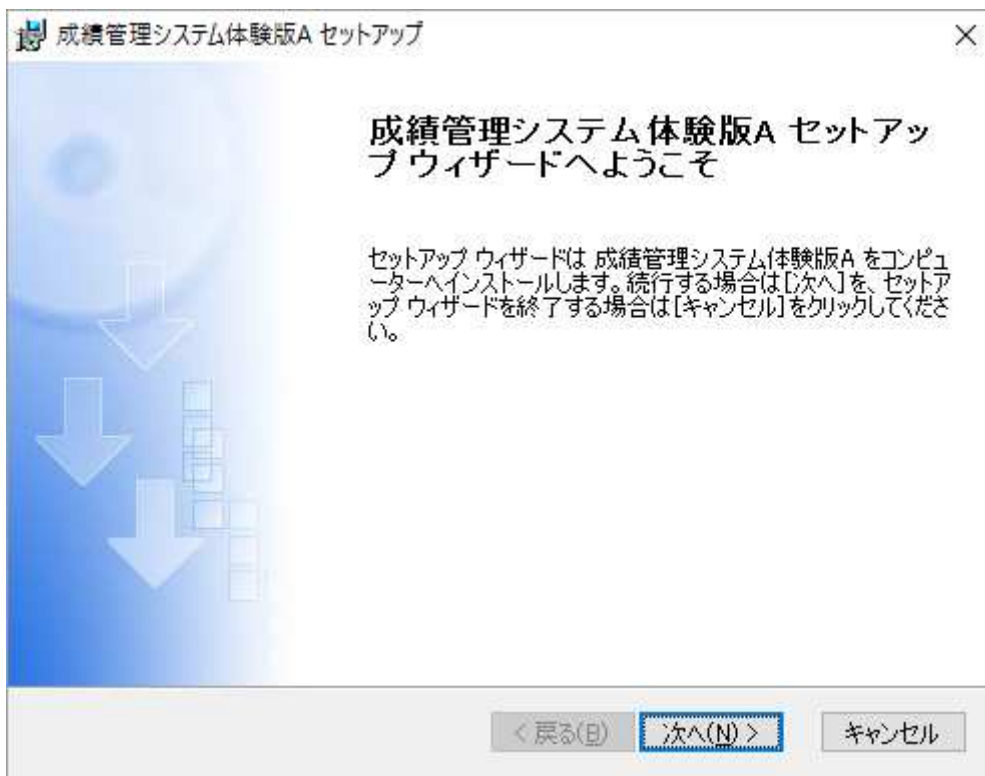 成績管理システム体験版A セットアップ
成績管理システム体験版A セットアッ
プ ウィザードへようこそ
セットアップ ウィザードは 成績管理システム体験版A をコンピュ
ーターへインストールします。続行する場合は[次へ]を、セットア
ップ ウィザードを終了する場合は[キャンセル]をクリックしてくださ
い。
< 戻る(B) 次へ(N) > キャンセル